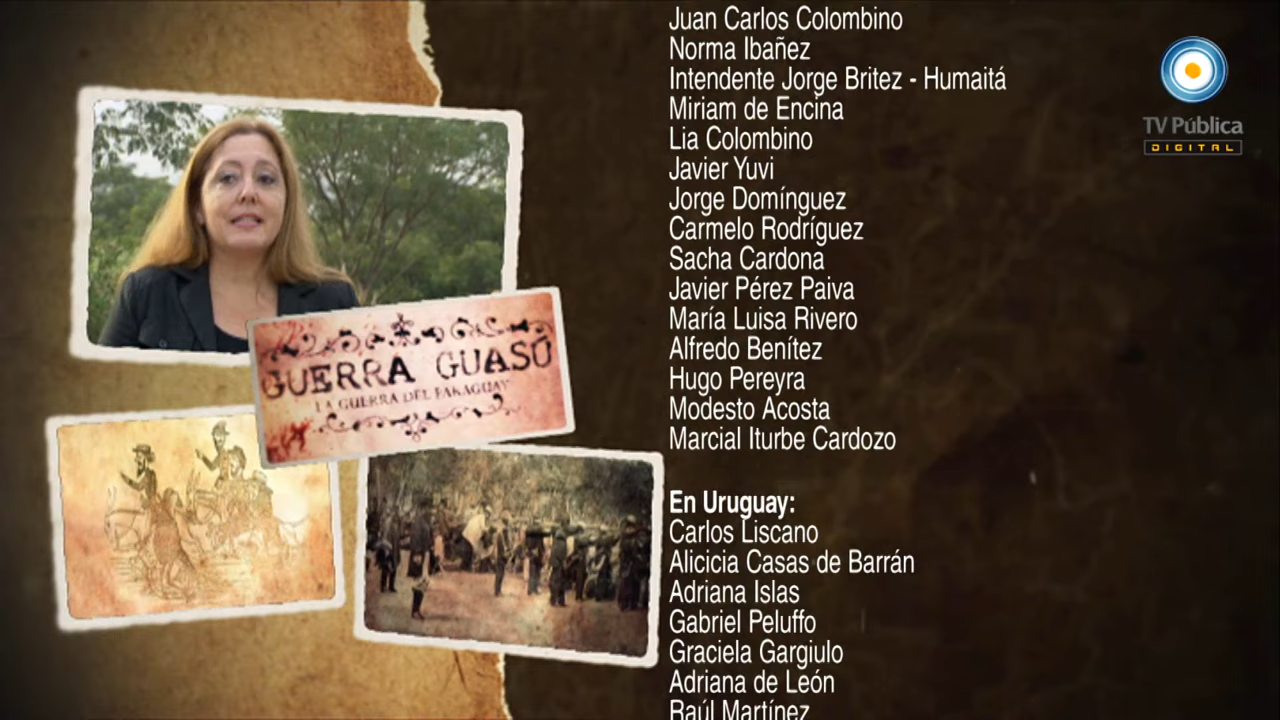 Juan Carlos Colombino
Norma Ibañez
Intendente Jorge Britez - Humaitá
Miriam de Encina
Lia Colombino
Javier Yuvi
Jorge Domínguez
Carmelo Rodríguez
Sacha Cardona
Javier Pérez Paiva
María Luisa Rivero
Alfredo Benítez
Hugo Pereyra
Modesto Acosta
Marcial Iturbe Cardozo
En Uruguay:
Carlos Liscano
Alicicia Casas de Barrán
Adriana Islas
Gabriel Peluffo
Graciela Gargiulo
Adriana de León
Raúl Martínez
TV Pública
DIGITAL
GUERRA GUASÚ
LA GUERRA DEL PARAGUAY